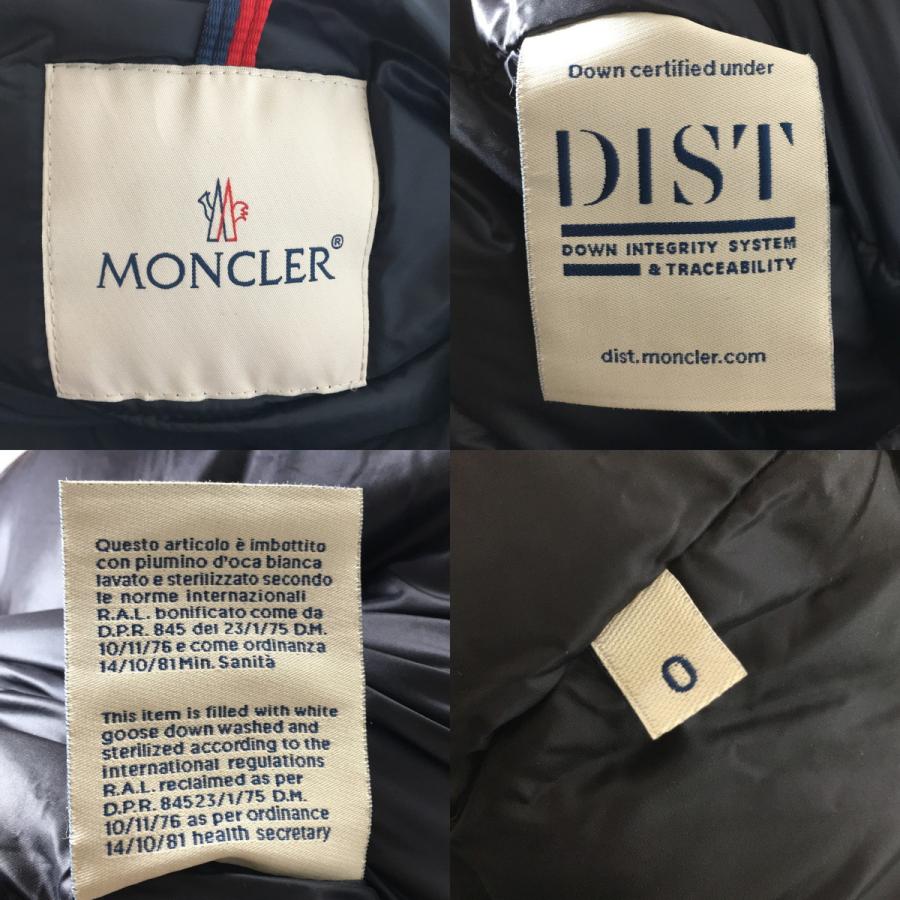 MONCLER®
Down certified under
DIST
DOWN INTEGRITY SYSTEM
& TRACEABILITY
dist.moncler.com
Questo articolo è imbottito
con piumino d'oca bianca
lavato e sterilizzato secondo
le norme internazionali
R.A.L. bonificato come da
D.P.R. 845 del 23/1/75 D.M.
10/11/76 e come ordinanza
14/10/81 Min. Sanità
This item is filled with white
goose down washed and
sterilized according to the
international regulations
R.A.L. reclaimed as per
D.P.R. 84523/1/75 D.M.
10/11/76 as per ordinance
14/10/81 health secretary
0